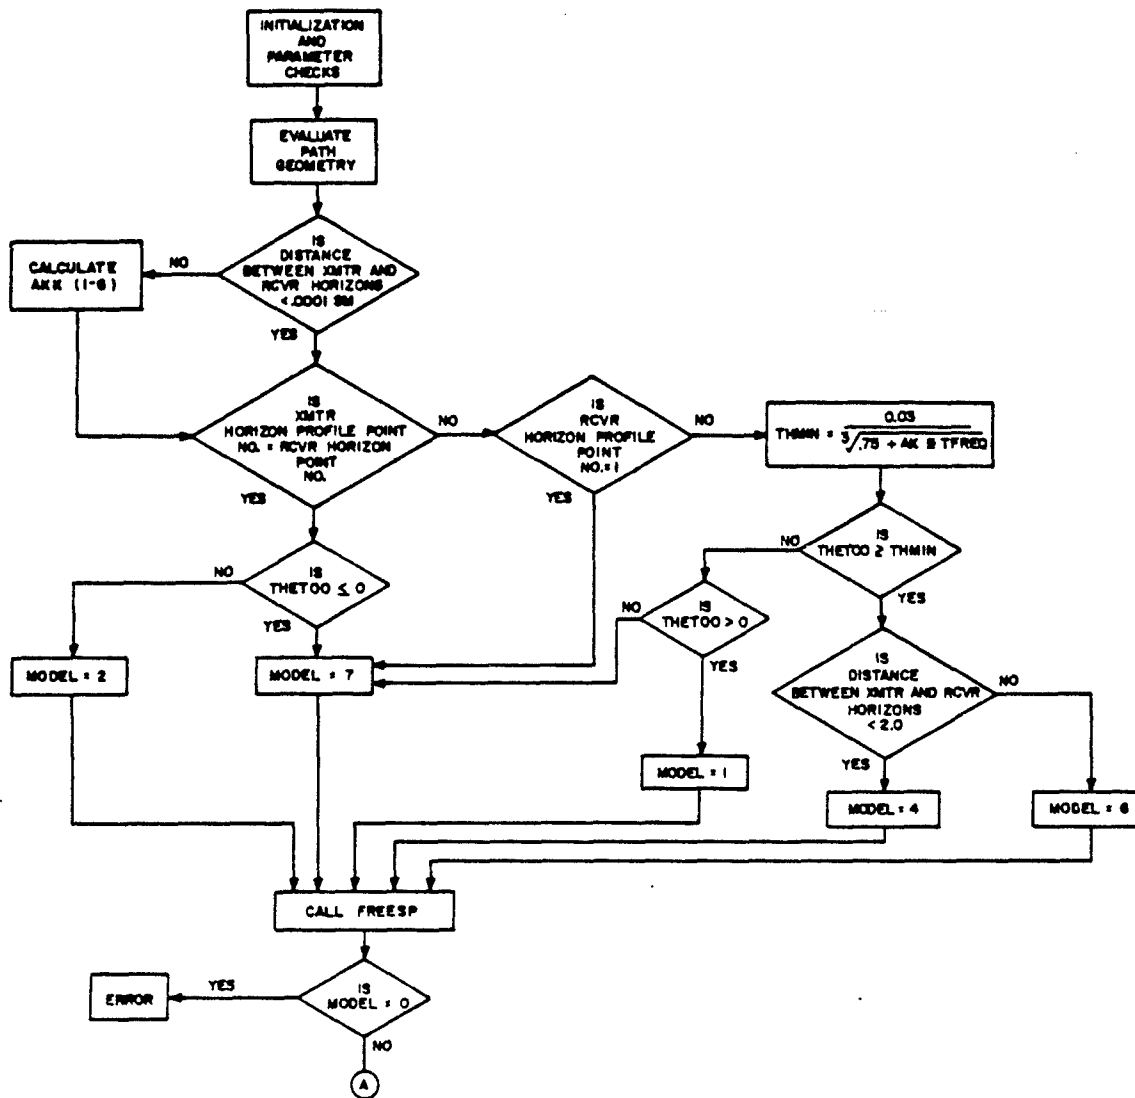 INITIALIZATION
AND
PARAMETER
CHECKS
EVALUATE
PATH
GEOMETRY
IS
DISTANCE
BETWEEN XMTR AND
RCVR HORIZONS
<.0001 SM
NO
CALCULATE
AKK (1-6)
YES
IS
XMTR
HORIZON PROFILE POINT
NO. = RCVR HORIZON
POINT
NO.
NO
IS
RCVR
HORIZON PROFILE
POINT
NO.=1
NO
THMIN = 0.03
3√.75 + AK TFREQ
YES
YES
IS
THETOO ≤ 0
NO
YES
IS
THETOO ≥ THMIN
NO
YES
IS
THETOO > 0
NO
YES
IS
DISTANCE
BETWEEN XMTR AND RCVR
HORIZONS
< 2.0
NO
YES
MODEL = 2
MODEL = 7
MODEL = 1
MODEL = 4
MODEL = 6
CALL FREESP
IS
MODEL = 0
YES
ERROR
NO
A